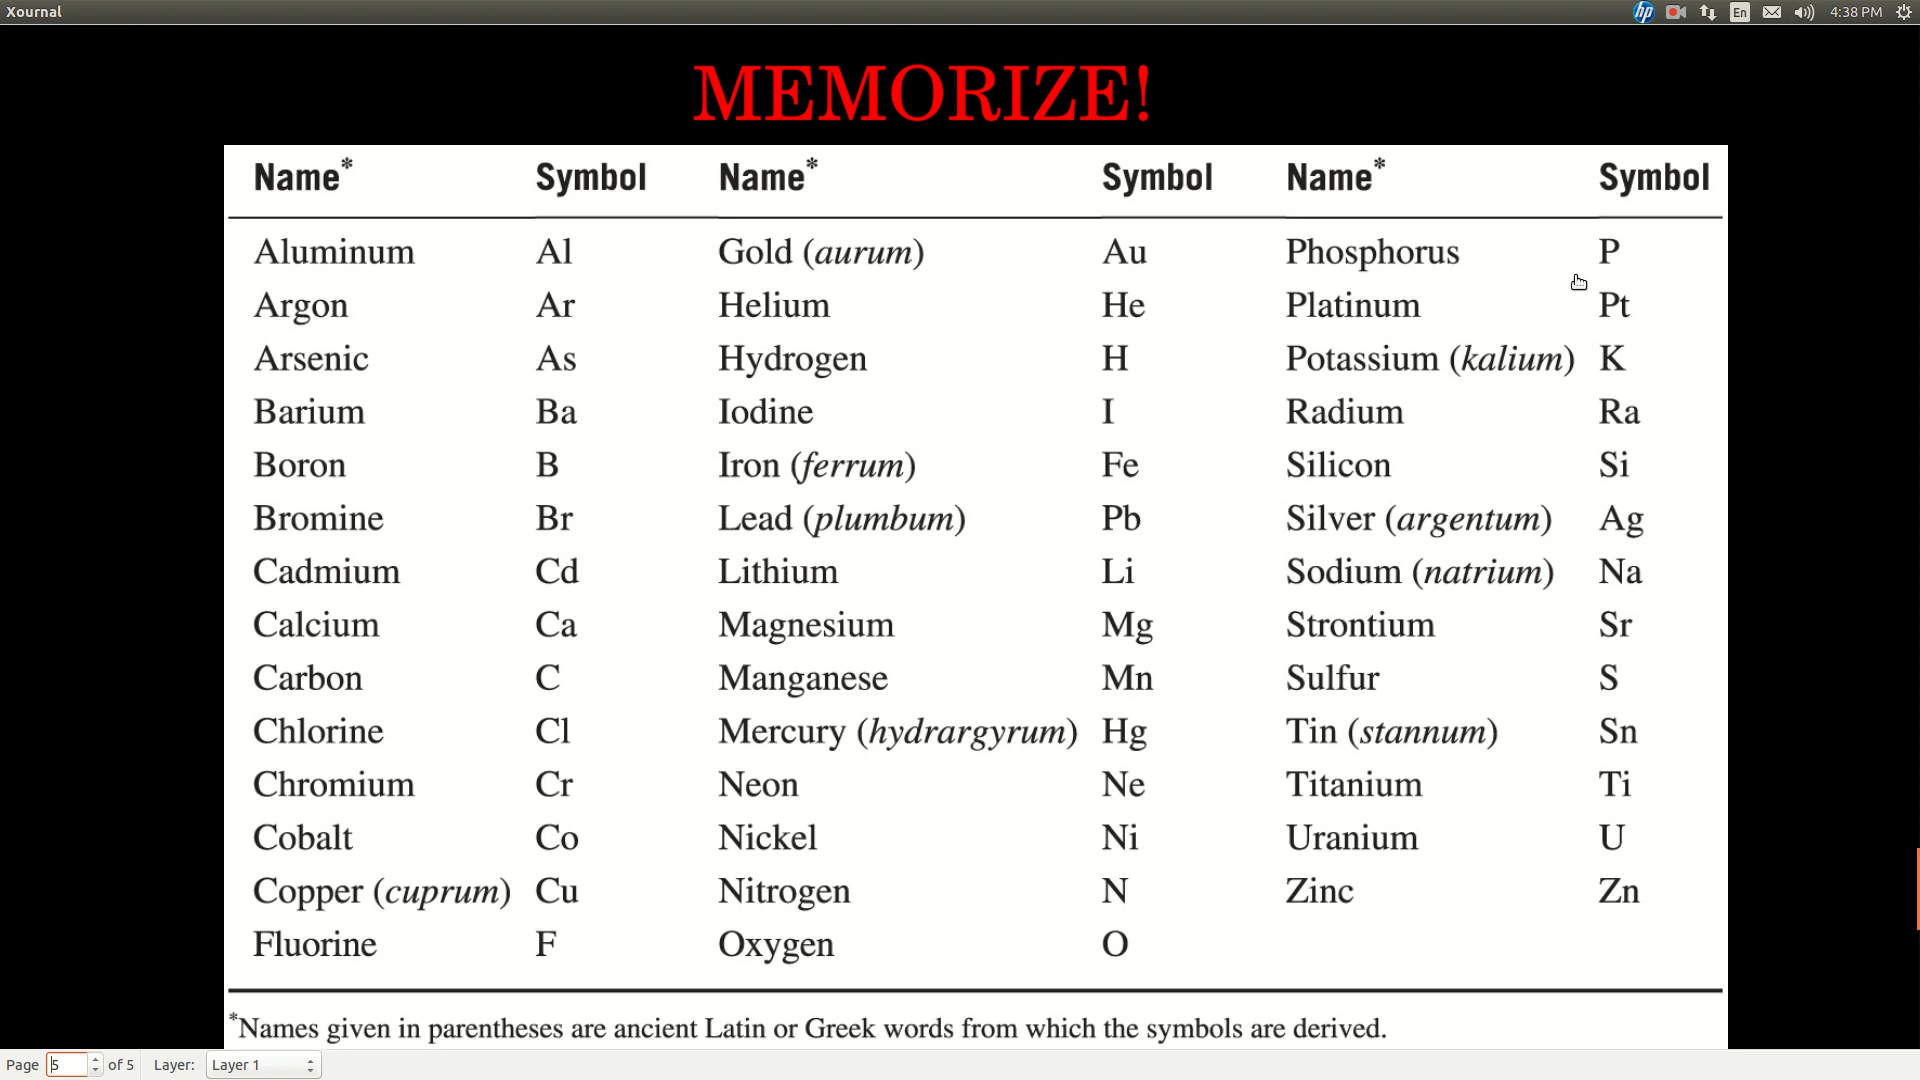 Xournal
hp En 4:38 PM
MEMORIZE!
Name* Symbol Name* Symbol Name* Symbol
Aluminum Al Gold (aurum) Au Phosphorus P
Argon Ar Helium He Platinum Pt
Arsenic As Hydrogen H Potassium (kalium) K
Barium Ba Iodine I Radium Ra
Boron B Iron (ferrum) Fe Silicon Si
Bromine Br Lead (plumbum) Pb Silver (argentum) Ag
Cadmium Cd Lithium Li Sodium (natrium) Na
Calcium Ca Magnesium Mg Strontium Sr
Carbon C Manganese Mn Sulfur S
Chlorine Cl Mercury (hydrargyrum) Hg Tin (stannum) Sn
Chromium Cr Neon Ne Titanium Ti
Cobalt Co Nickel Ni Uranium U
Copper (cuprum) Cu Nitrogen N Zinc Zn
Fluorine F Oxygen O
*Names given in parentheses are ancient Latin or Greek words from which the symbols are derived.
Page 5 of 5 Layer: Layer 1